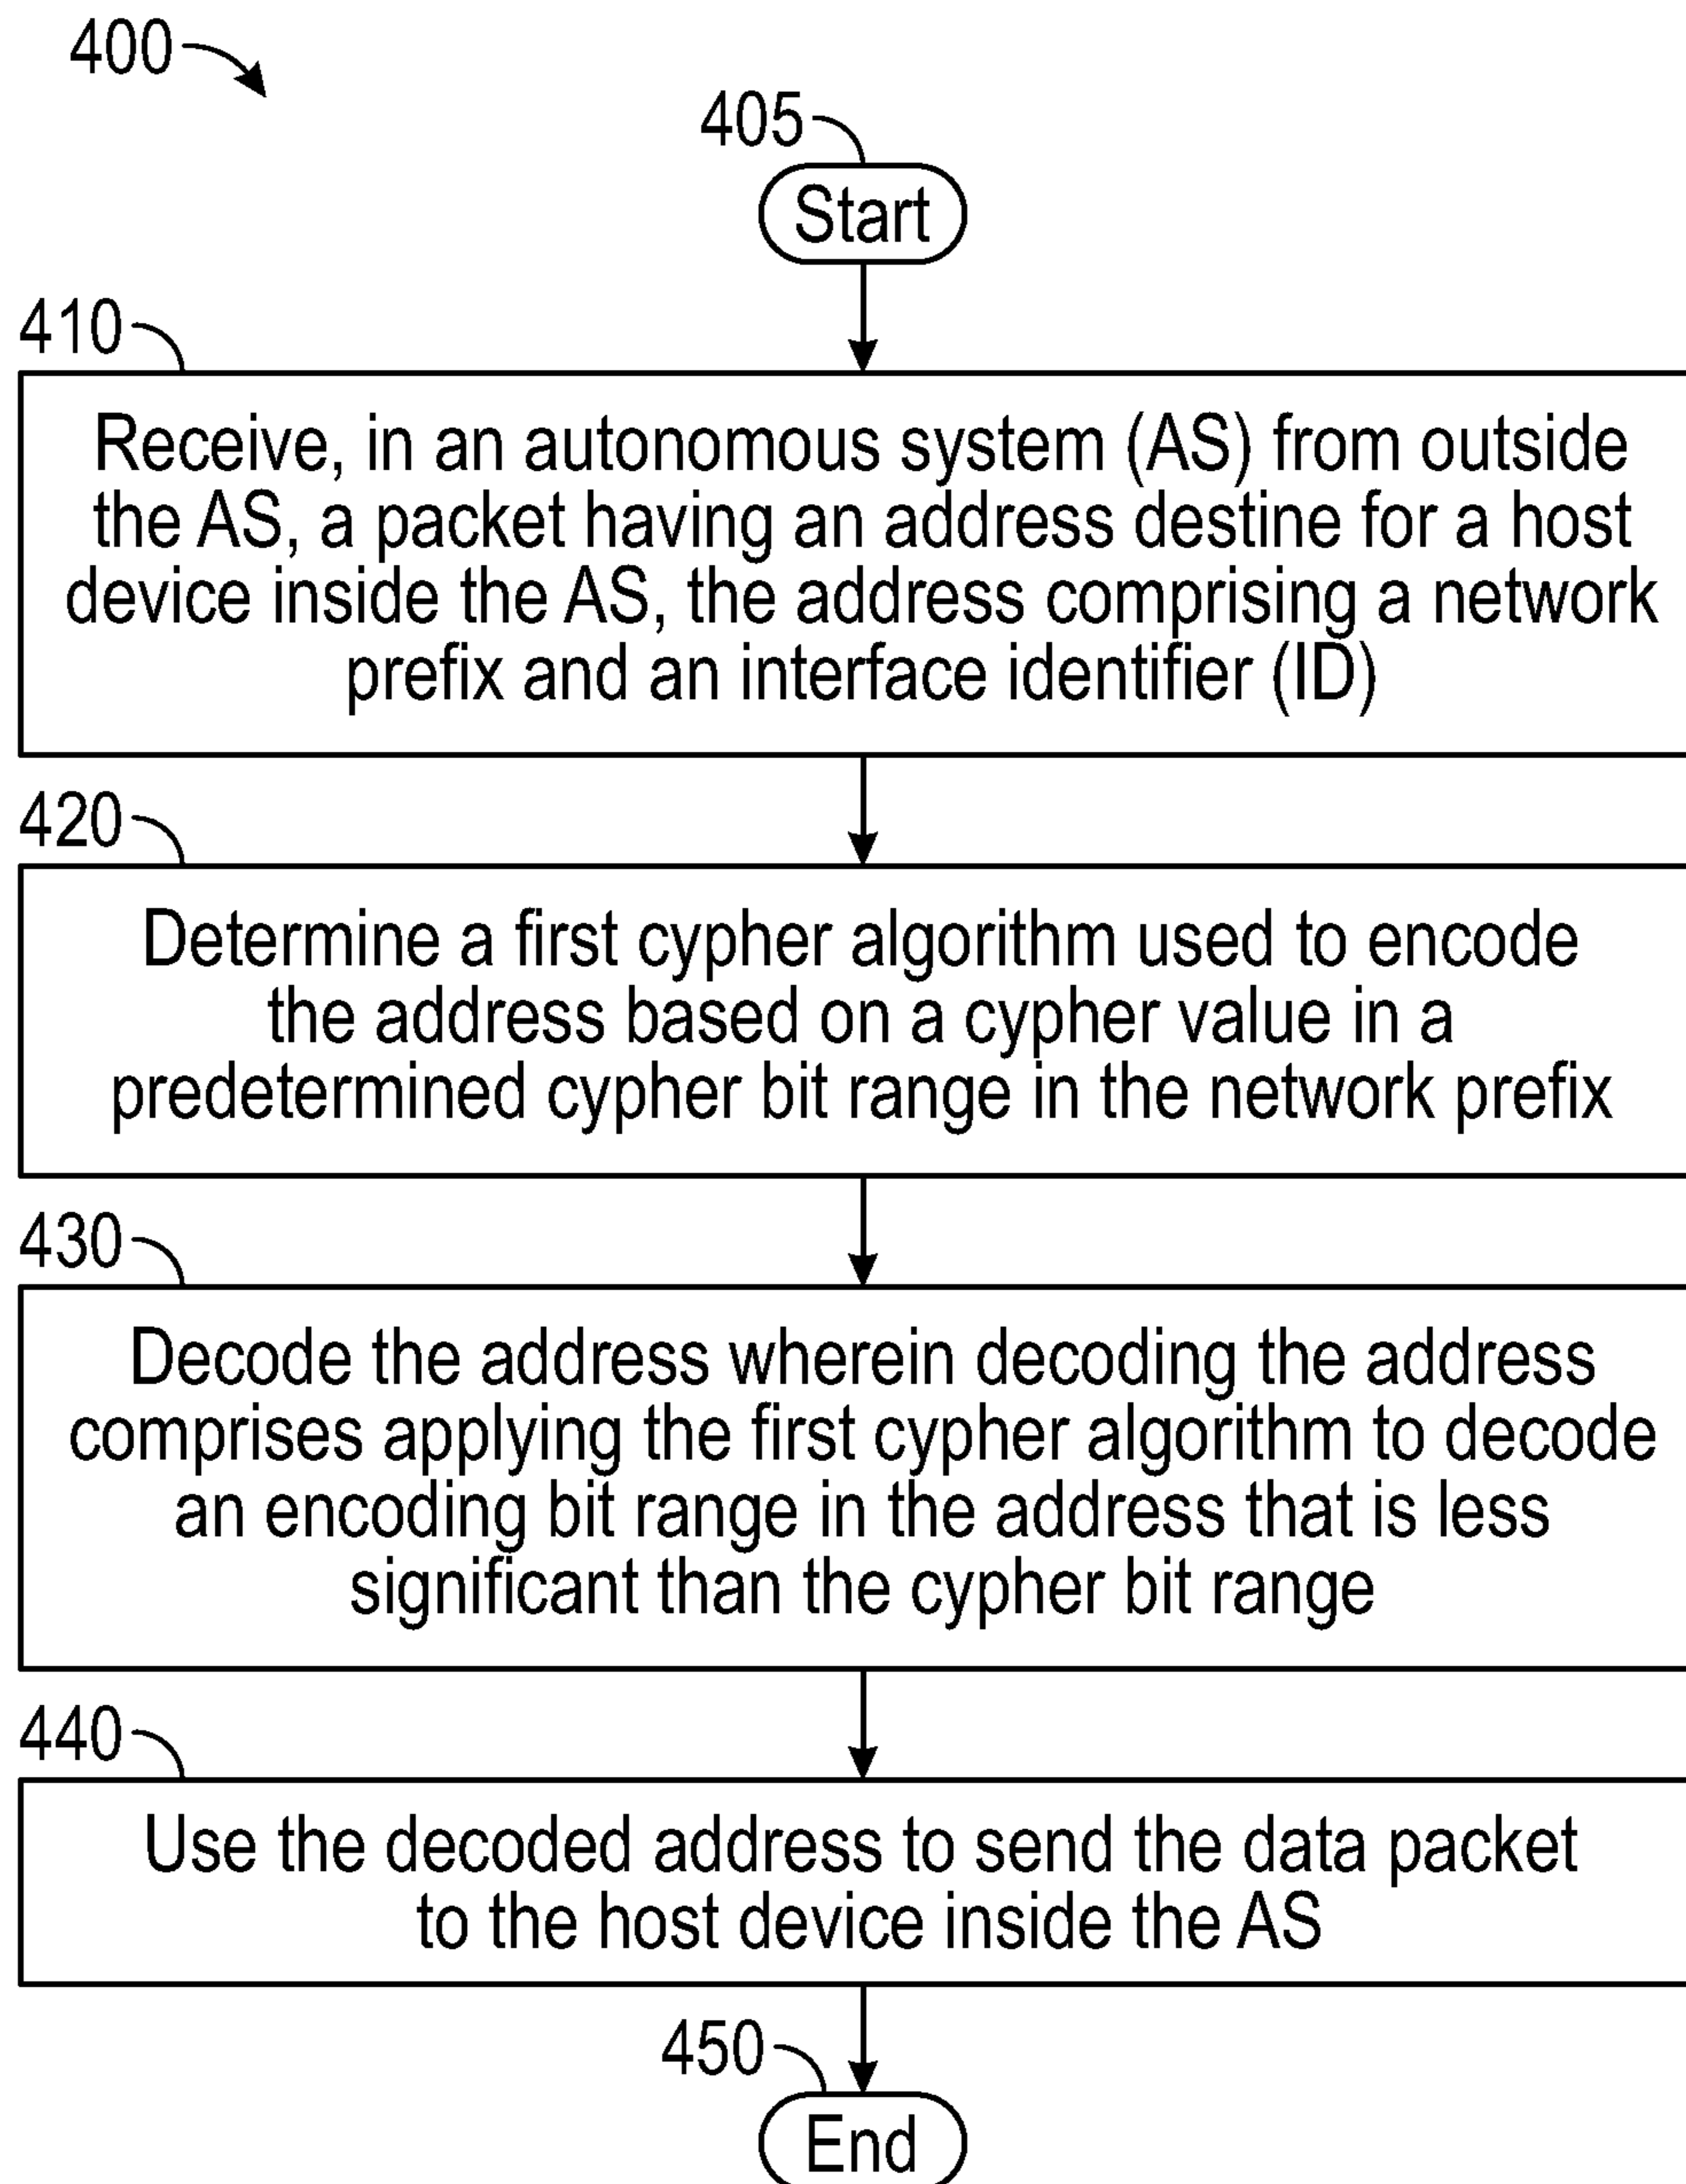 400
405
Start
410
Receive, in an autonomous system (AS) from outside
the AS, a packet having an address destine for a host
device inside the AS, the address comprising a network
prefix and an interface identifier (ID)
420
Determine a first cypher algorithm used to encode
the address based on a cypher value in a
predetermined cypher bit range in the network prefix
430
Decode the address wherein decoding the address
comprises applying the first cypher algorithm to decode
an encoding bit range in the address that is less
significant than the cypher bit range
440
Use the decoded address to send the data packet
to the host device inside the AS
450
End